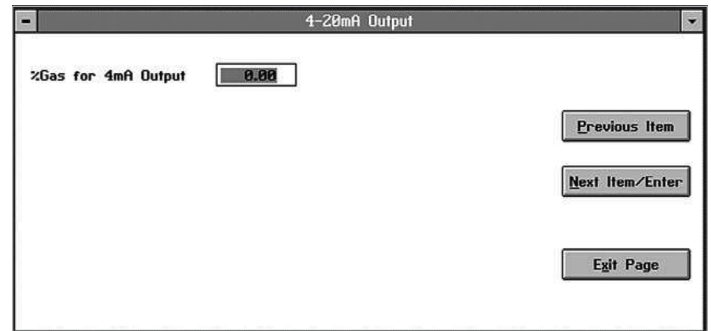 4-20mA Output
%Gas for 4mA Output 0.00
Previous Item
Next Item/Enter
Exit Page